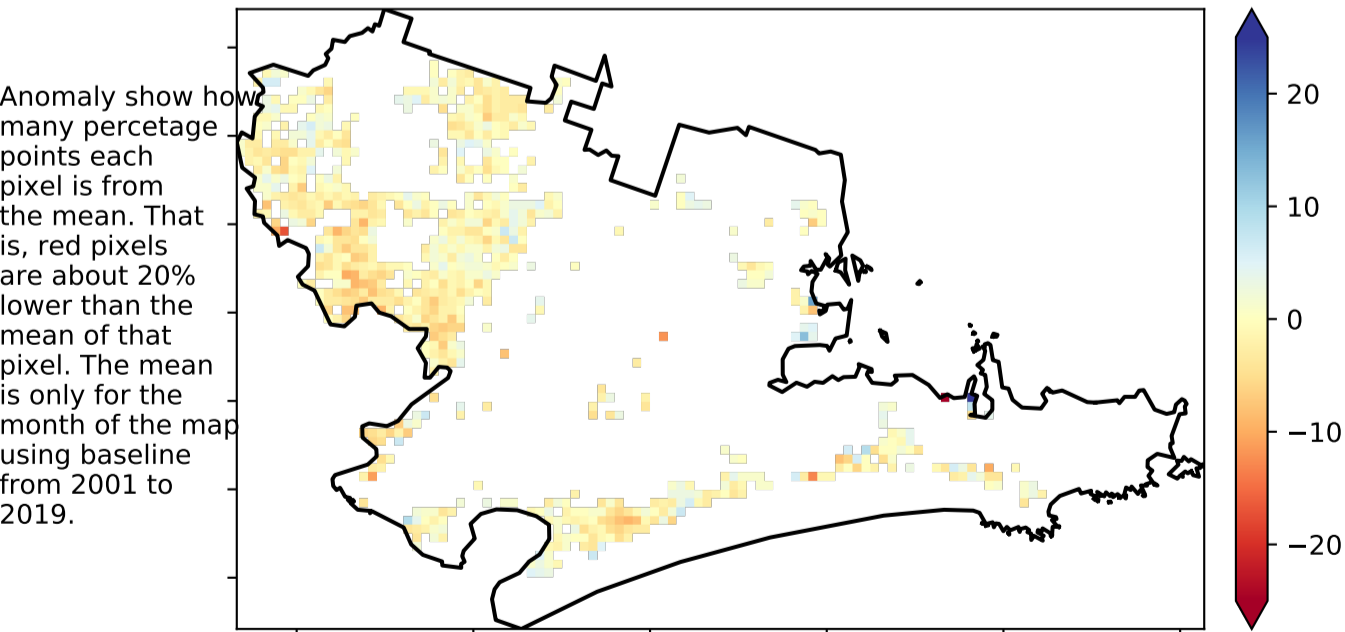 Anomaly show how
many percetage
points each
pixel is from
the mean. That
is, red pixels
are about 20%
lower than the
mean of that
pixel. The mean
is only for the
month of the map
using baseline
from 2001 to
2019.
20
10
0
−10
−20